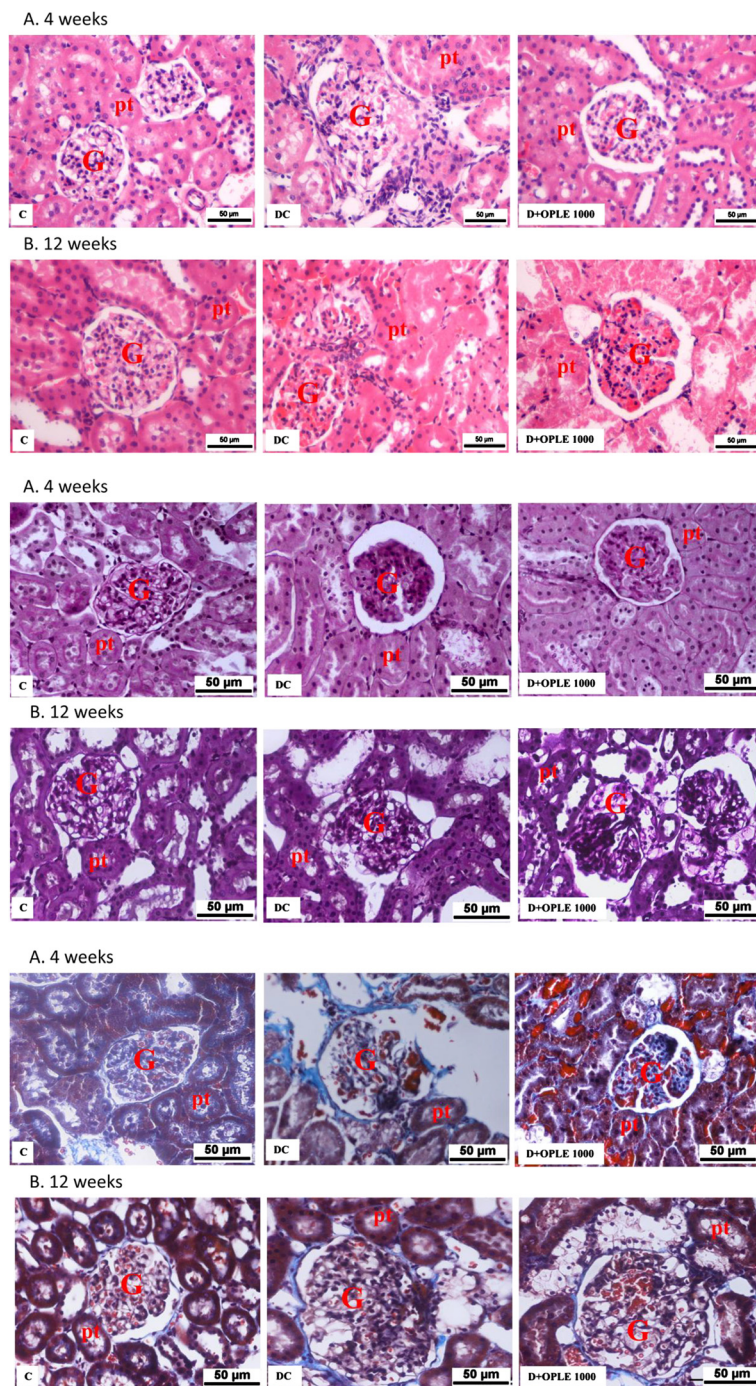 A. 4 weeks
pt
G
C
50 µm
G
pt
DC
50 µm
pt
G
D+OPLE 1000
50 µm
B. 12 weeks
G
pt
C
50 µm
pt
G
DC
50 µm
G
pt
D+OPLE 1000
50 µm
A. 4 weeks
G
pt
C
50 µm
G
pt
DC
50 µm
pt
G
D+OPLE 1000
50 µm
B. 12 weeks
G
pt
C
50 µm
G
pt
DC
50 µm
pt
G
D+OPLE 1000
50 µm
A. 4 weeks
G
pt
C
50 µm
G
pt
DC
50 µm
G
pt
D+OPLE 1000
50 µm
B. 12 weeks
G
pt
C
50 µm
pt
G
DC
50 µm
pt
G
D+OPLE 1000
50 µm